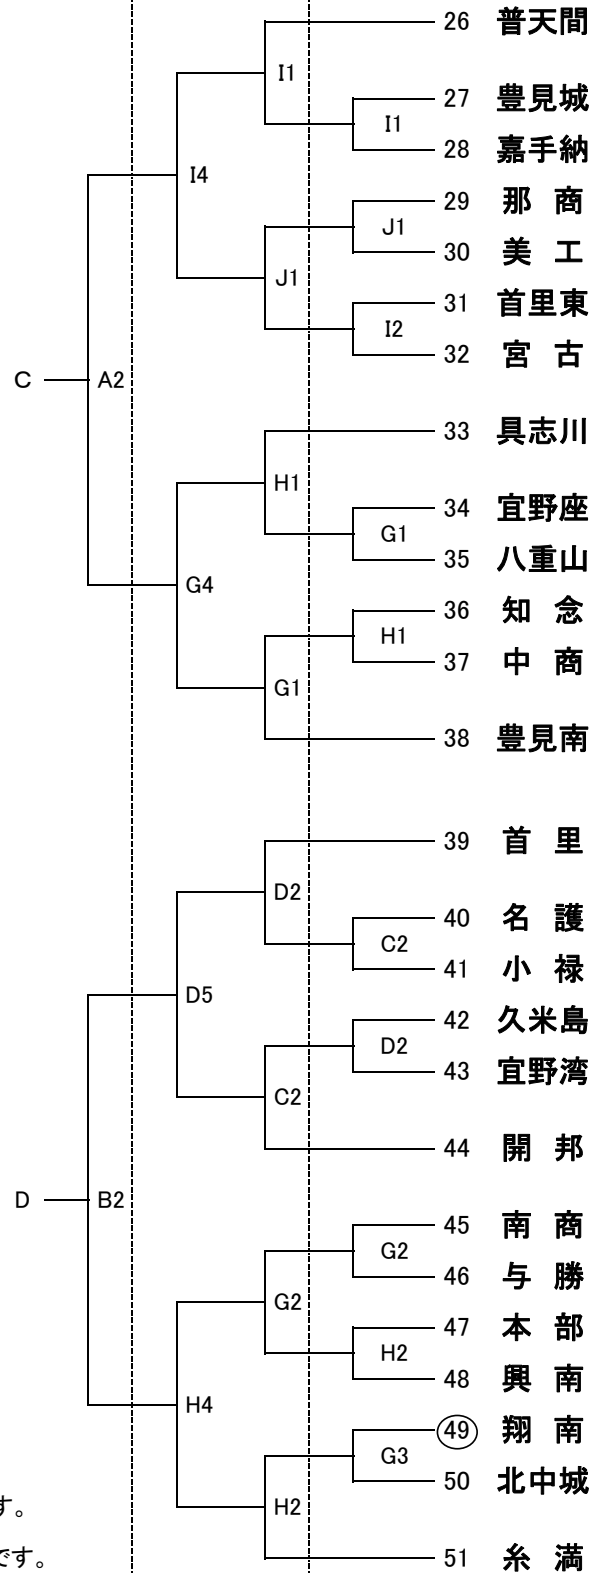 26 普天間
I1
27 豊見城
I1
28 嘉手納
I4
29 那 商
J1
30 美 工
J1
31 首里東
I2
32 宮 古
C A2
33 具志川
H1
34 宜野座
G1
35 八重山
G4
36 知 念
H1
37 中 商
G1
38 豊見南
39 首 里
D2
40 名 護
C2
41 小 禄
D5
42 久米島
D2
43 宜野湾
C2
44 開 邦
D B2
45 南 商
G2
46 与 勝
G2
47 本 部
H2
48 興 南
H4
49 翔 南
G3
50 北中城
す。
H2
51 糸 満
です。